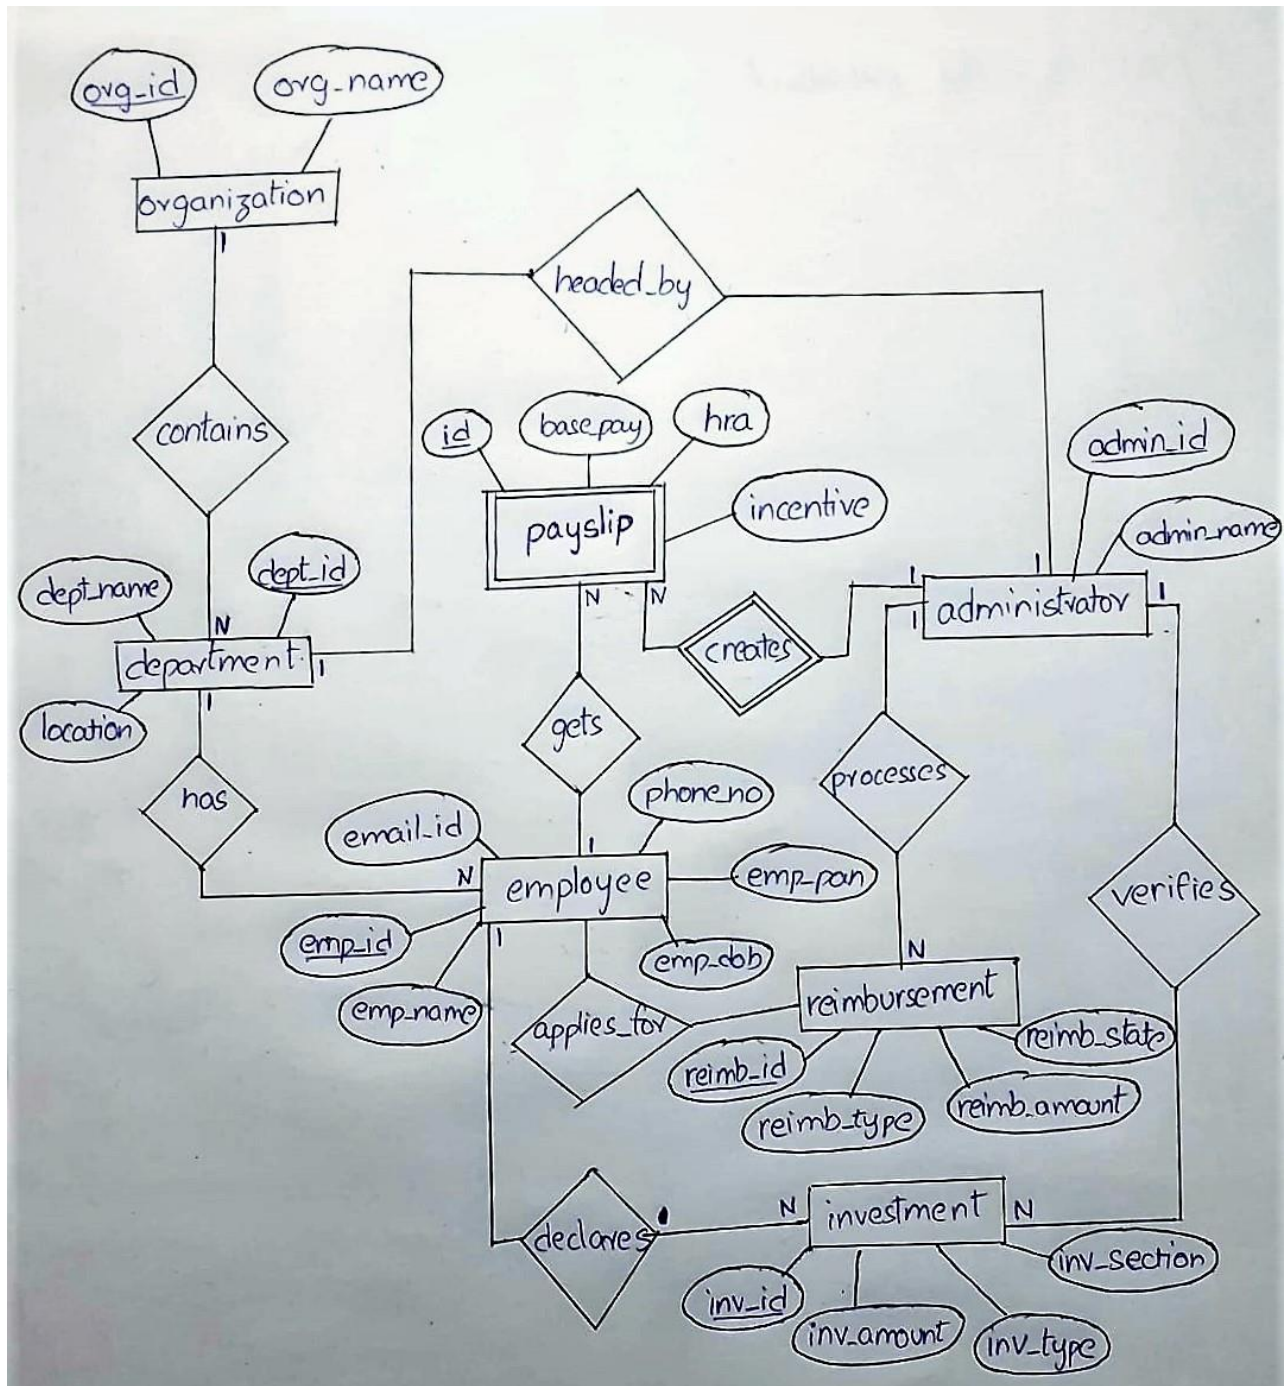 org_id
org_name
organization
1
headed_by
contains
id
base pay
hra
incentive
payslip
admin_id
admin_name
dept_name
dept_id
N
department
1
1
location
N
N
creates
1
1
1
1
administrator
gets
has
processes
verifies
email_id
phone_no
1
N
employee
emp_pan
emp_id
1
emp_dob
emp_name
applies_for
N
reimbursement
reimb_state
reimb_id
reimb_type
reimb_amount
declares
N
investment
N
inv_section
inv_id
inv_amount
inv_type